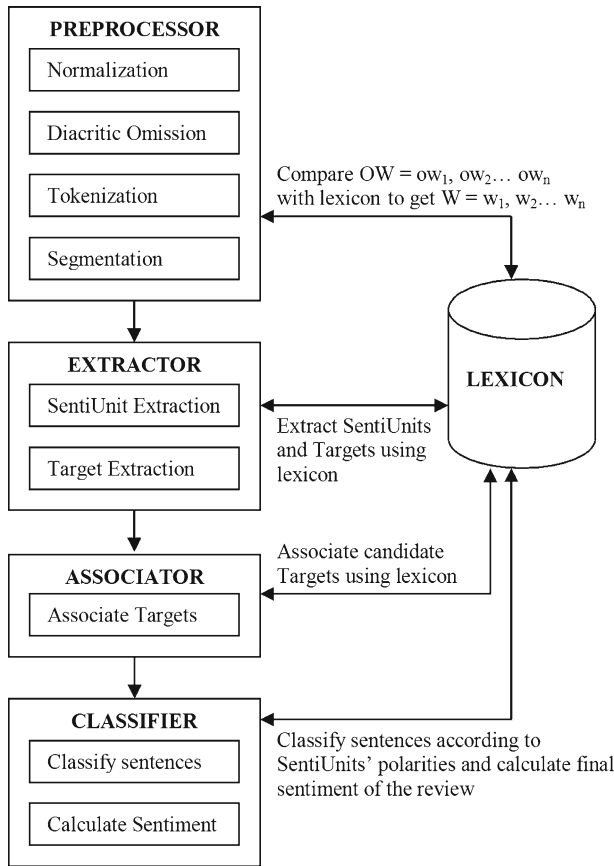 PREPROCESSOR
Normalization
Diacritic Omission
Tokenization
Segmentation
Compare OW = ow₁, ow₂... owₙ
with lexicon to get W = w₁, w₂... wₙ
EXTRACTOR
SentiUnit Extraction
Target Extraction
LEXICON
Extract SentiUnits
and Targets using
lexicon
ASSOCIATOR
Associate Targets
Associate candidate
Targets using lexicon
CLASSIFIER
Classify sentences
Calculate Sentiment
Classify sentences according to
SentiUnits’ polarities and calculate final
sentiment of the review